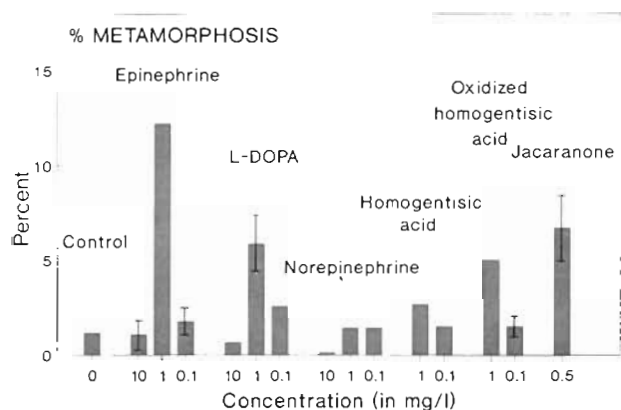 % METAMORPHOSIS
Epinephrine
Oxidized
homogentisic
acid
Jacaranone
L-DOPA
Homogentisic
acid
Control
Norepinephrine
Percent
15
10
5
0
0 10 1 0.1 10 1 0.1 10 1 0.1 1 0.1 1 0.1 0.5
Concentration (in mg/l)